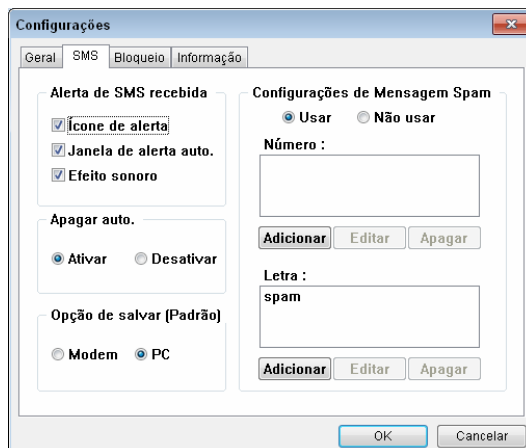 Configurações
Geral SMS Bloqueio Informação
Alerta de SMS recebida
Ícone de alerta
Janela de alerta auto.
Efeito sonoro
Apagar auto.
Ativar Desativar
Opção de salvar (Padrão)
Modem PC
Configurações de Mensagem Spam
Usar Não usar
Número :
Adicionar Editar Apagar
Letra :
spam
Adicionar Editar Apagar
OK Cancelar